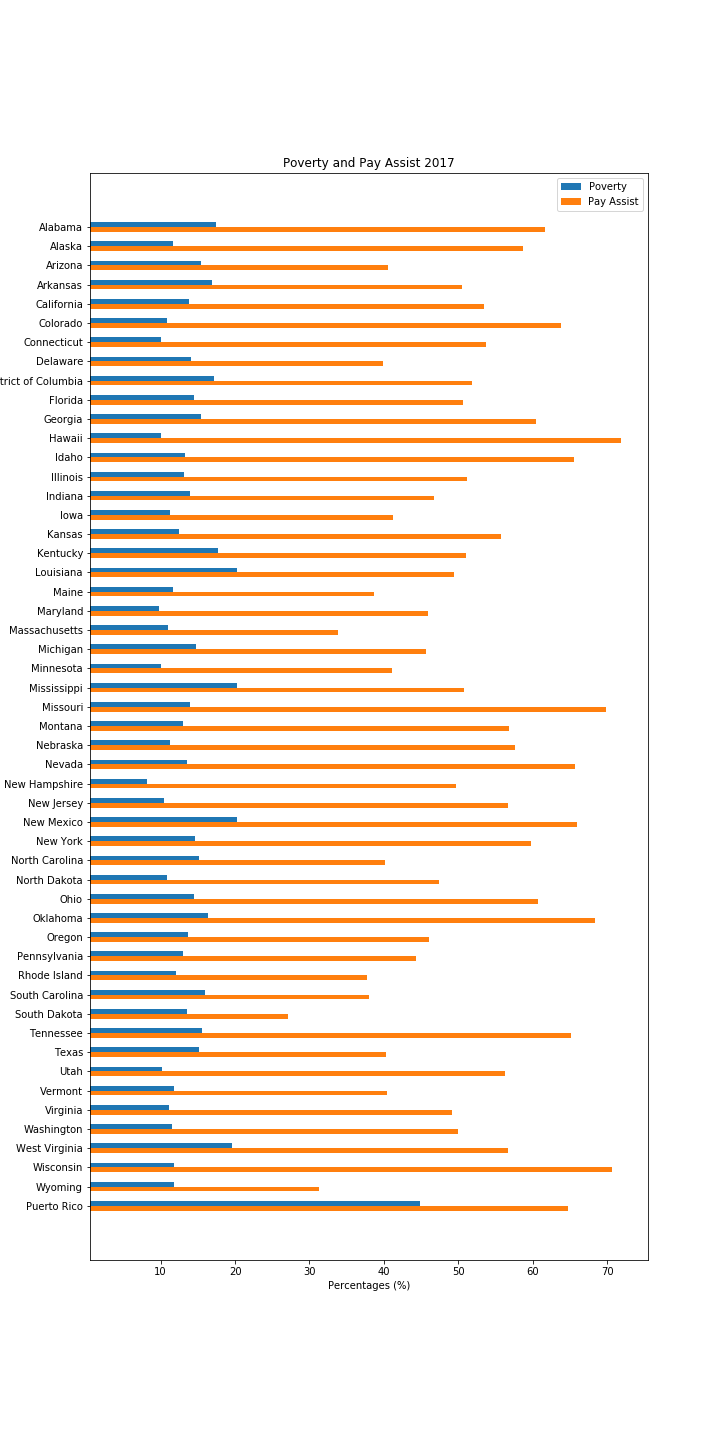 Poverty and Pay Assist 2017
Poverty
Pay Assist
Alabama
Alaska
Arizona
Arkansas
California
Colorado
Connecticut
Delaware
trict of Columbia
Florida
Georgia
Hawaii
Idaho
Illinois
Indiana
Iowa
Kansas
Kentucky
Louisiana
Maine
Maryland
Massachusetts
Michigan
Minnesota
Mississippi
Missouri
Montana
Nebraska
Nevada
New Hampshire
New Jersey
New Mexico
New York
North Carolina
North Dakota
Ohio
Oklahoma
Oregon
Pennsylvania
Rhode Island
South Carolina
South Dakota
Tennessee
Texas
Utah
Vermont
Virginia
Washington
West Virginia
Wisconsin
Wyoming
Puerto Rico
10 20 30 40 50 60 70
Percentages (%)